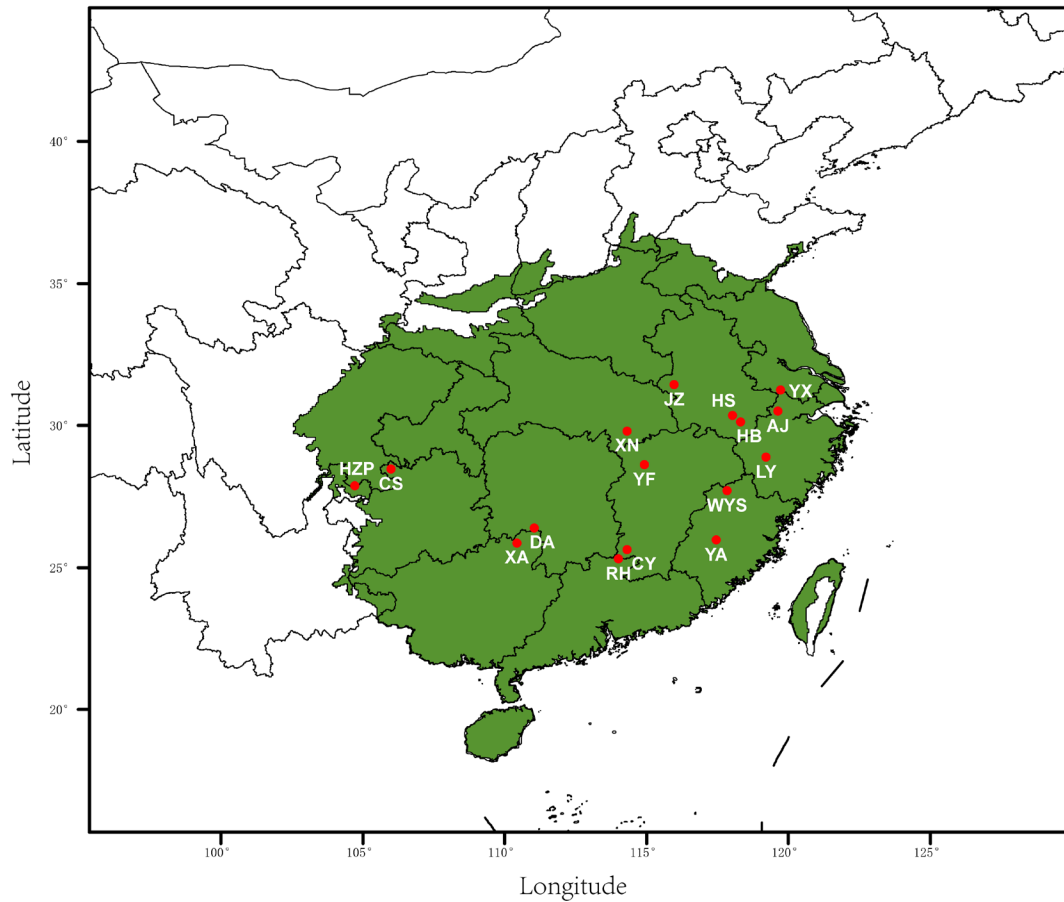 40°
35°
Latitude
JZ
YX
HS
AJ
30°
HB
XN
LY
HZP
YF
CS
WYS
DA
YA
XA
CY
RH
25°
20°
100°
105°
110°
115°
120°
125°
Longitude